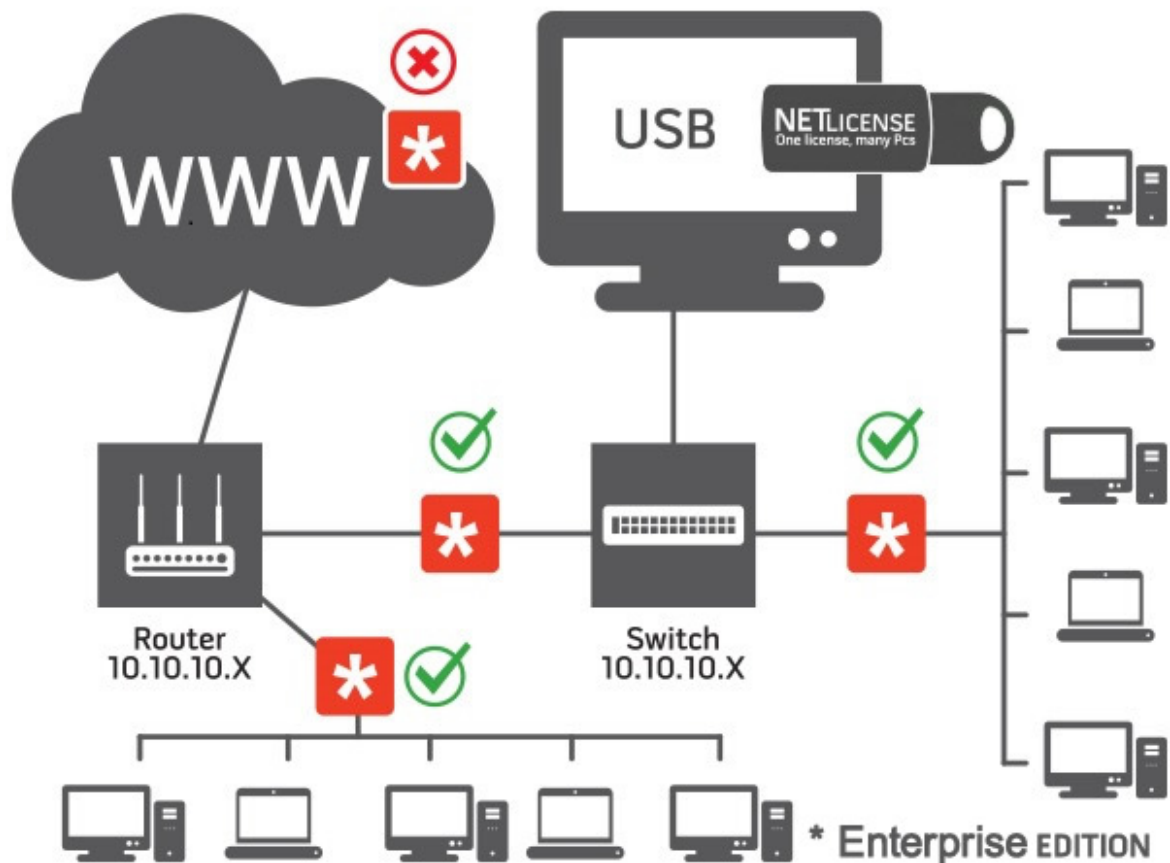 WWW
*
USB
NETLICENSE
One license, many Pcs
*
*
Router
10.10.10.X
Switch
10.10.10.X
*
* Enterprise EDITION